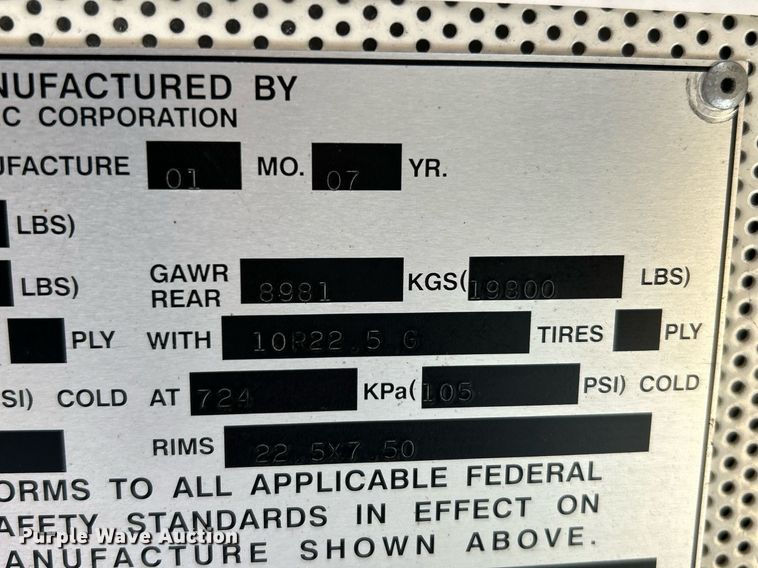 NUFACTURED BY
C CORPORATION
UFACTURE 01 MO. 07 YR.
LBS)
LBS) GAWR REAR 8981 KGS( 19800 LBS)
PLY WITH 10R22.5 G TIRES PLY
SI) COLD AT 724 KPa( 105 PSI) COLD
RIMS 22.5X7.50
ORMS TO ALL APPLICABLE FEDERAL
AFETY STANDARDS IN EFFECT ON
ANUFACTURE SHOWN ABOVE.
Purple Wave Auction